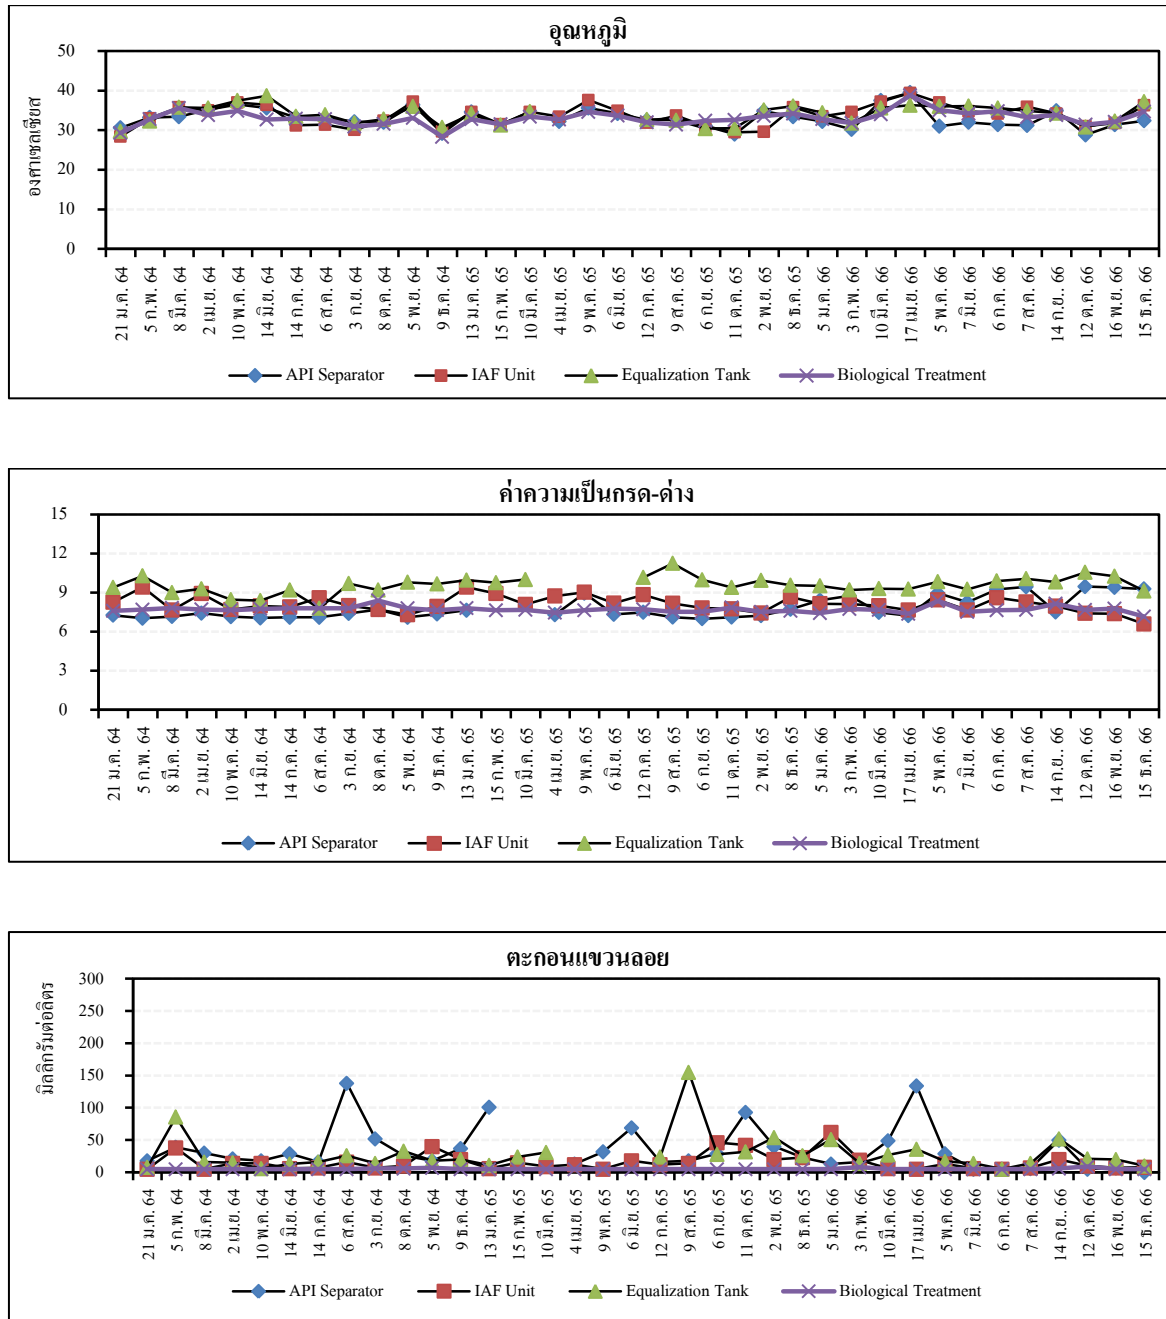 อุณหภูมิ
องศาเซลเซียส
50
40
30
20
10
0
21 ม.ค. 64
5 ก.พ. 64
8 มี.ค. 64
2 เม.ย. 64
10 พ.ค. 64
14 มิ.ย. 64
14 ก.ค. 64
6 ส.ค. 64
3 ก.ย. 64
8 ต.ค. 64
5 พ.ย. 64
9 ธ.ค. 64
13 ม.ค. 65
15 ก.พ. 65
10 มี.ค. 65
4 เม.ย. 65
9 พ.ค. 65
6 มิ.ย. 65
12 ก.ค. 65
9 ส.ค. 65
6 ก.ย. 65
11 ต.ค. 65
2 พ.ย. 65
8 ธ.ค. 65
5 ม.ค. 66
3 ก.พ. 66
10 มี.ค. 66
17 เม.ย. 66
5 พ.ค. 66
7 มิ.ย. 66
6 ก.ค. 66
7 ส.ค. 66
14 ก.ย.. 66
12 ต.ค. 66
16 พ.ย. 66
15 ธ.ค. 66
API Separator IAF Unit Equalization Tank Biological Treatment
ค่าความเป็นกรด-ด่าง
15
12
9
6
3
0
21 ม.ค. 64
5 ก.พ. 64
8 มี.ค. 64
2 เม.ย. 64
10 พ.ค. 64
14 มิ.ย. 64
14 ก.ค. 64
6 ส.ค. 64
3 ก.ย. 64
8 ต.ค. 64
5 พ.ย. 64
9 ธ.ค. 64
13 ม.ค. 65
15 ก.พ. 65
10 มี.ค. 65
4 เม.ย. 65
9 พ.ค. 65
6 มิ.ย. 65
12 ก.ค. 65
9 ส.ค. 65
6 ก.ย. 65
11 ต.ค. 65
2 พ.ย. 65
8 ธ.ค. 65
5 ม.ค. 66
3 ก.พ. 66
10 มี.ค. 66
17 เม.ย. 66
5 พ.ค. 66
7 มิ.ย. 66
6 ก.ค. 66
7 ส.ค. 66
14 ก.ย.. 66
12 ต.ค. 66
16 พ.ย. 66
15 ธ.ค. 66
API Separator IAF Unit Equalization Tank Biological Treatment
ตะกอนแขวนลอย
มิลลิกรัมต่อลิตร
300
250
200
150
100
50
0
21 ม.ค. 64
5 ก.พ. 64
8 มี.ค. 64
2 เม.ย. 64
10 พ.ค. 64
14 มิ.ย. 64
14 ก.ค. 64
6 ส.ค. 64
3 ก.ย. 64
8 ต.ค. 64
5 พ.ย. 64
9 ธ.ค. 64
13 ม.ค. 65
15 ก.พ. 65
10 มี.ค. 65
4 เม.ย. 65
9 พ.ค. 65
6 มิ.ย. 65
12 ก.ค. 65
9 ส.ค. 65
6 ก.ย. 65
11 ต.ค. 65
2 พ.ย. 65
8 ธ.ค. 65
5 ม.ค. 66
3 ก.พ. 66
10 มี.ค. 66
17 เม.ย. 66
5 พ.ค. 66
7 มิ.ย. 66
6 ก.ค. 66
7 ส.ค. 66
14 ก.ย.. 66
12 ต.ค. 66
16 พ.ย. 66
15 ธ.ค. 66
API Separator IAF Unit Equalization Tank Biological Treatment